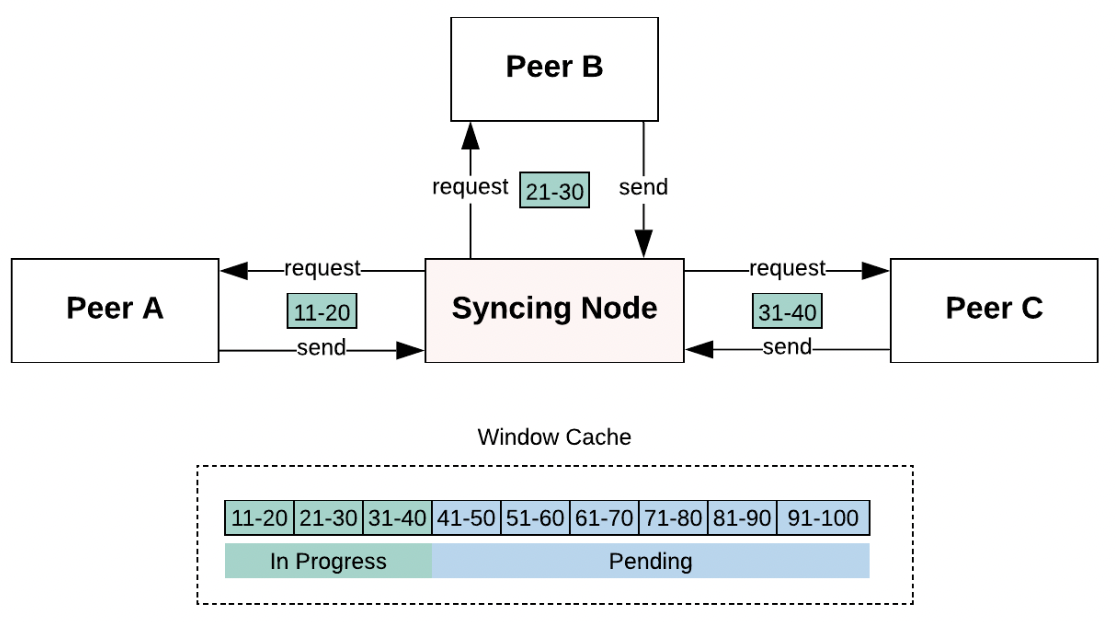 Peer B
request
21-30
send
request
request
Peer A
11-20
Syncing Node
31-40
Peer C
send
send
Window Cache
11-20 21-30 31-40 41-50 51-60 61-70 71-80 81-90 91-100
In Progress Pending